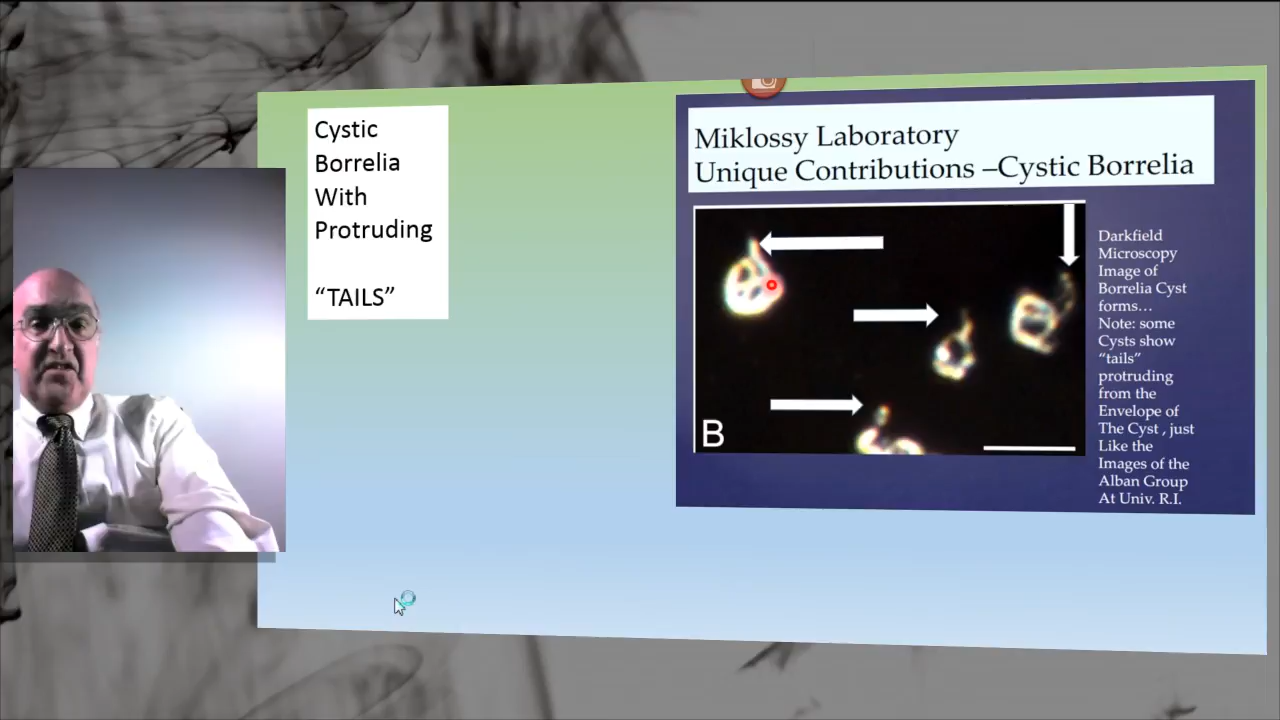 Cystic
Borrelia
With
Protruding
“TAILS”
Miklossy Laboratory
Unique Contributions –Cystic Borrelia
Darkfield
Microscopy
Image of
Borrelia Cyst
forms…
Note: some
Cysts show
“tails”
protruding
from the
Envelope of
The Cyst , just
Like the
Images of the
Alban Group
At Univ. R.I.
B